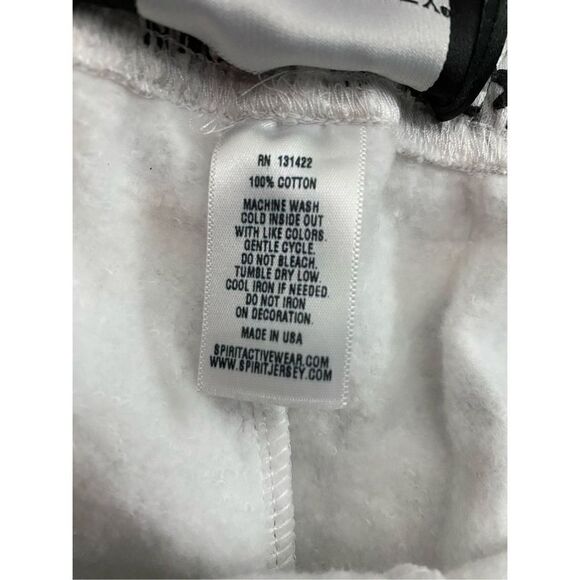 RN 131422
100% COTTON
MACHINE WASH
COLD INSIDE OUT
WITH LIKE COLORS.
GENTLE CYCLE.
DO NOT BLEACH.
TUMBLE DRY LOW.
COOL IRON IF NEEDED.
DO NOT IRON
ON DECORATION.
MADE IN USA
SPIRITACTIVEWEAR.COM
WWW.SPIRITJERSEY.COM